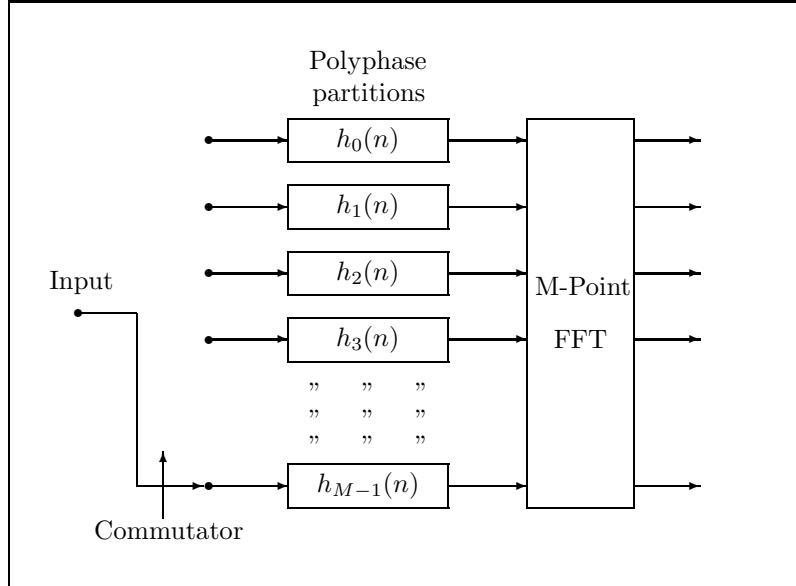 Polyphase
partitions
h₀(n)
h₁(n)
h₂(n)
Input
M-Point
h₃(n)
FFT
” ” ”
” ” ”
” ” ”
hM−1(n)
Commutator